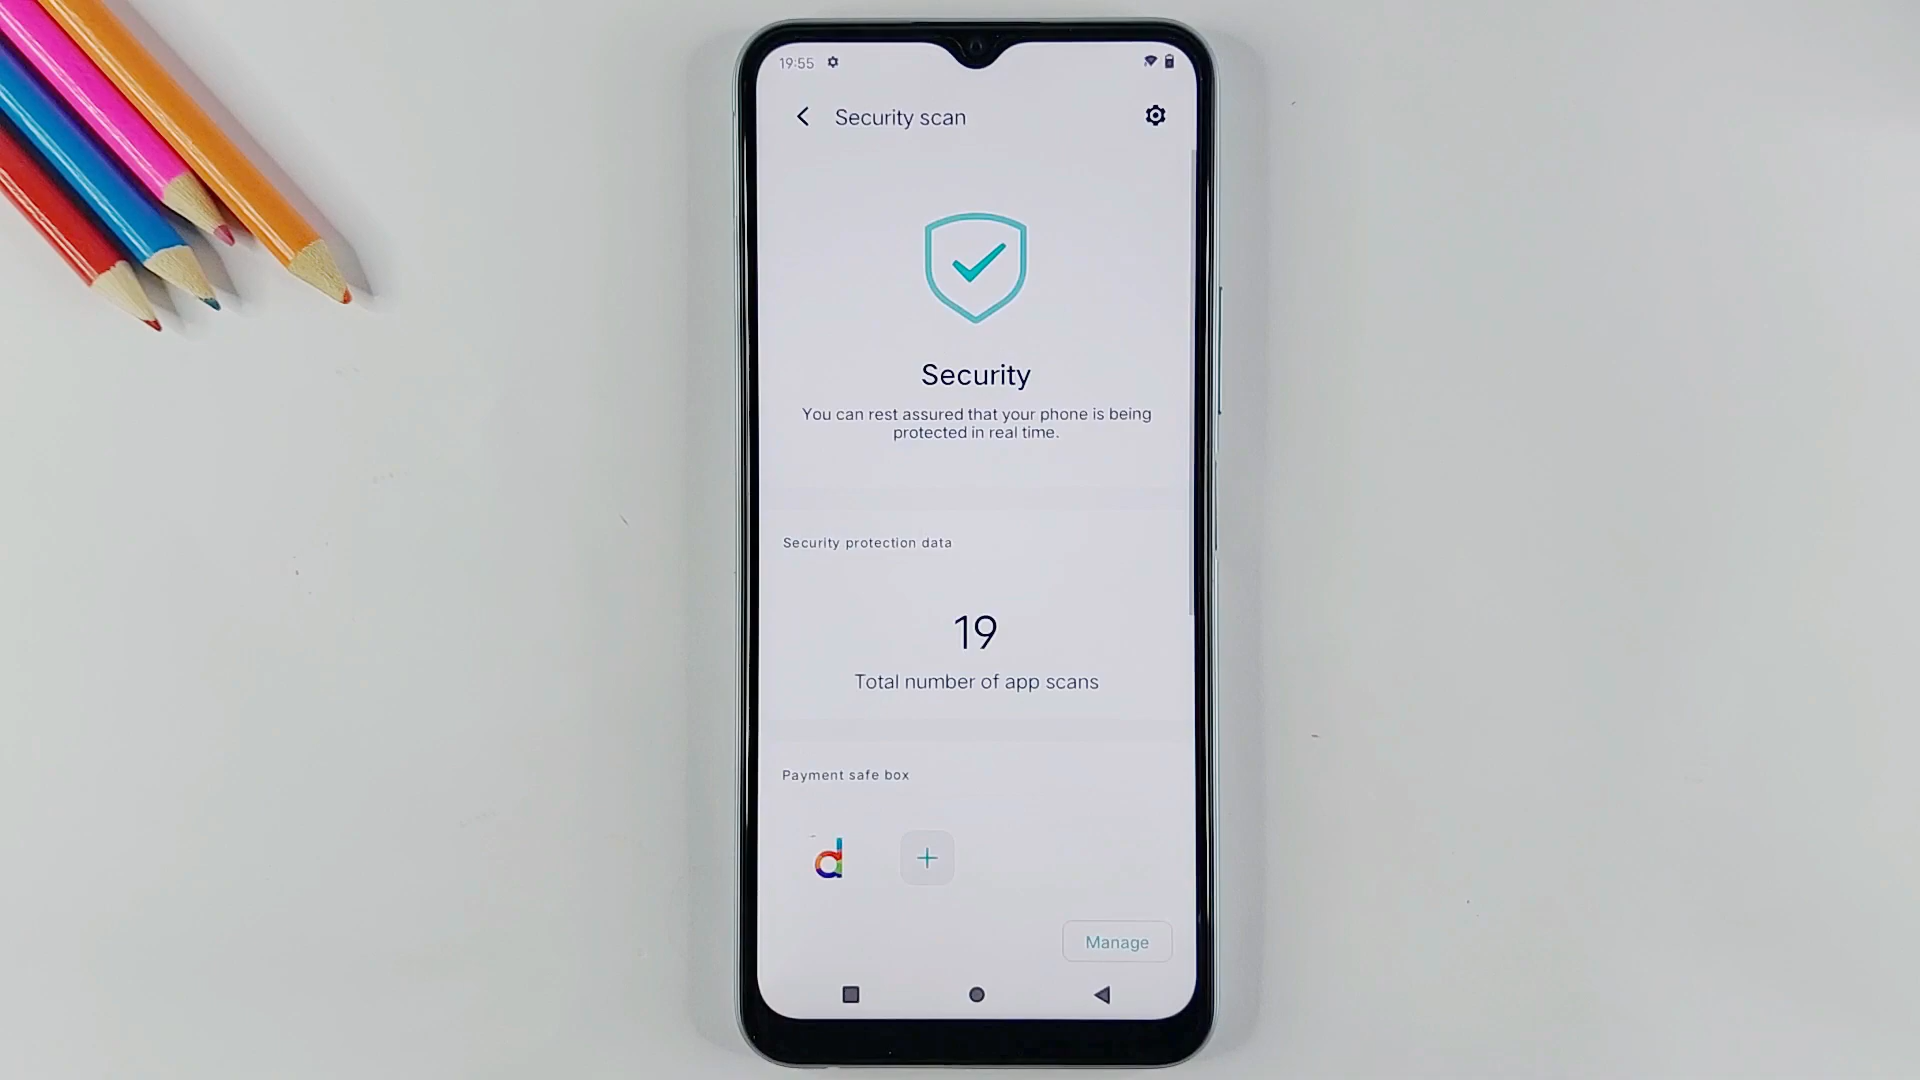 19:55
Security scan
Security
You can rest assured that your phone is being
protected in real time.
Security protection data
19
Total number of app scans
Payment safe box
d
+
Manage